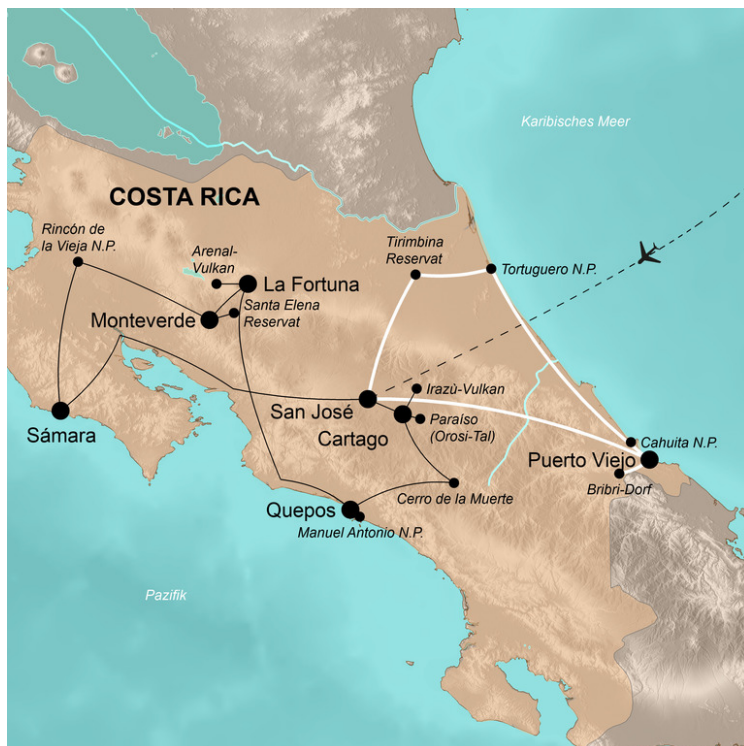 Karibisches Meer
COSTA RICA
Rincón de
la Vieja N.P.
Arenal-
Vulkan
Tirimbina
Reservat
Tortuguero N.P.
La Fortuna
Santa Elena
Reservat
Monteverde
Irazù-Vulkan
San José
Paraíso
(Orosi-Tal)
Cartago
Sámara
Cahuita N.P.
Puerto Viejo
Bribri-Dorf
Cerro de la Muerte
Quepos
Manuel Antonio N.P.
Pazifik